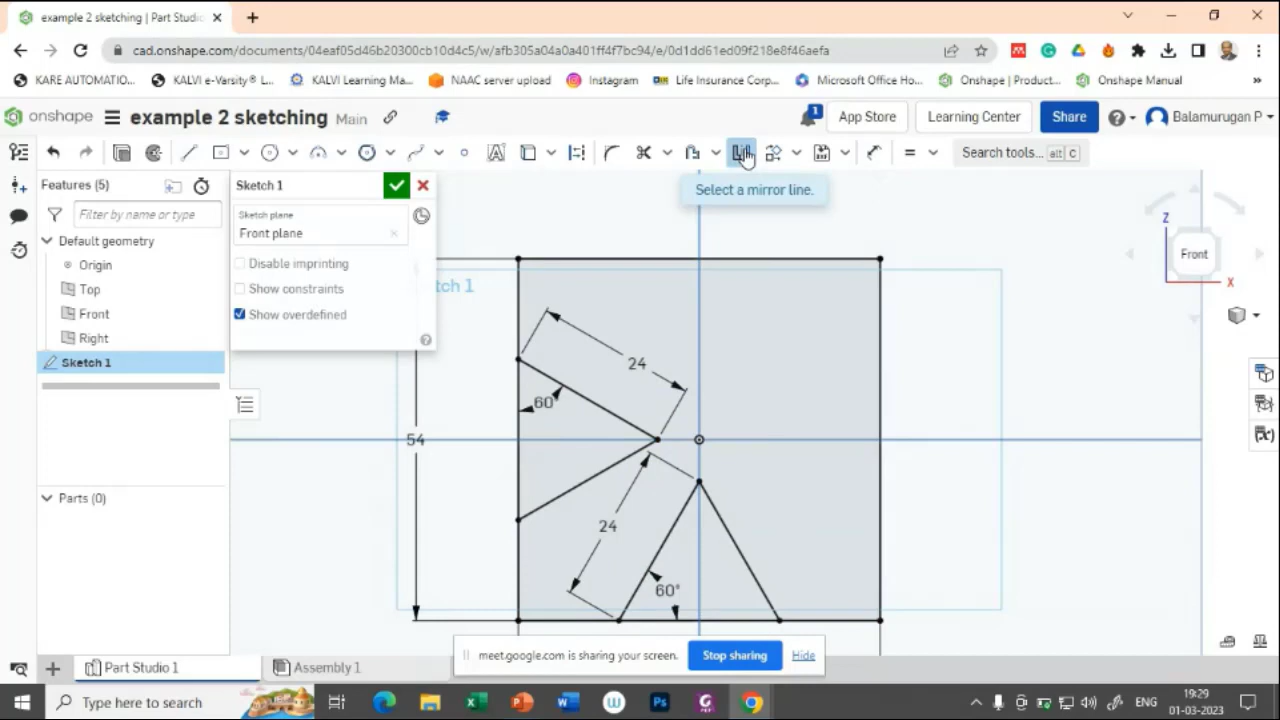 example 2 sketching | Part Studio
cad.onshape.com/documents/04eaf05d46b20300cb10d4c5/w/afb305a04a0a401ff4f7bc94/e/0d1dd61ed09f218e8f46aefa
KARE AUTOMATIO...
KALVI e-Varsity® L...
KALVI Learning Ma...
NAAC server upload
Instagram
Life Insurance Corp...
Microsoft Office Ho...
Onshape | Product...
Onshape Manual
onshape
example 2 sketching
Main
1
App Store
Learning Center
Share
Balamurugan P
Search tools...
alt C
Features (5)
Sketch 1
Select a mirror line.
Filter by name or type
Sketch plane
Front plane
Default geometry
Origin
Top
Front
Right
Sketch 1
Disable imprinting
Show constraints
Show overdefined
tch 1
Z
Front
X
24
60°
54
24
60°
Parts (0)
meet.google.com is sharing your screen.
Stop sharing
Hide
Part Studio 1
Assembly 1
Type here to search
ENG
19:29
01-03-2023